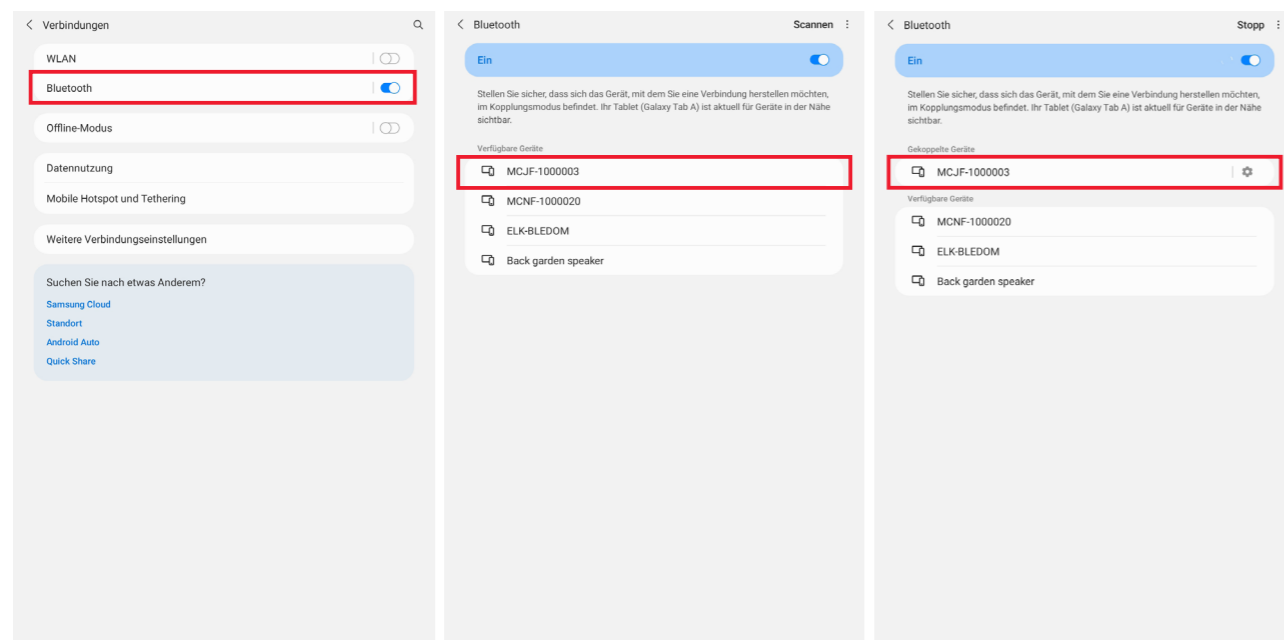 Verbindungen
WLAN
Bluetooth
Offline-Modus
Datennutzung
Mobile Hotspot und Tethering
Weitere Verbindungseinstellungen
Suchen Sie nach etwas Anderem?
Samsung Cloud
Standort
Android Auto
Quick Share
Bluetooth
Scannen
Ein
Stellen Sie sicher, dass sich das Gerät, mit dem Sie eine Verbindung herstellen möchten,
im Kopplungsmodus befindet. Ihr Tablet (Galaxy Tab A) ist aktuell für Geräte in der Nähe
sichtbar.
Verfügbare Geräte
MCJF-1000003
MCNF-1000020
ELK-BLEDOM
Back garden speaker
Bluetooth
Stopp
Ein
Stellen Sie sicher, dass sich das Gerät, mit dem Sie eine Verbindung herstellen möchten,
im Kopplungsmodus befindet. Ihr Tablet (Galaxy Tab A) ist aktuell für Geräte in der Nähe
sichtbar.
Gekoppelte Geräte
MCJF-1000003
Verfügbare Geräte
MCNF-1000020
ELK-BLEDOM
Back garden speaker